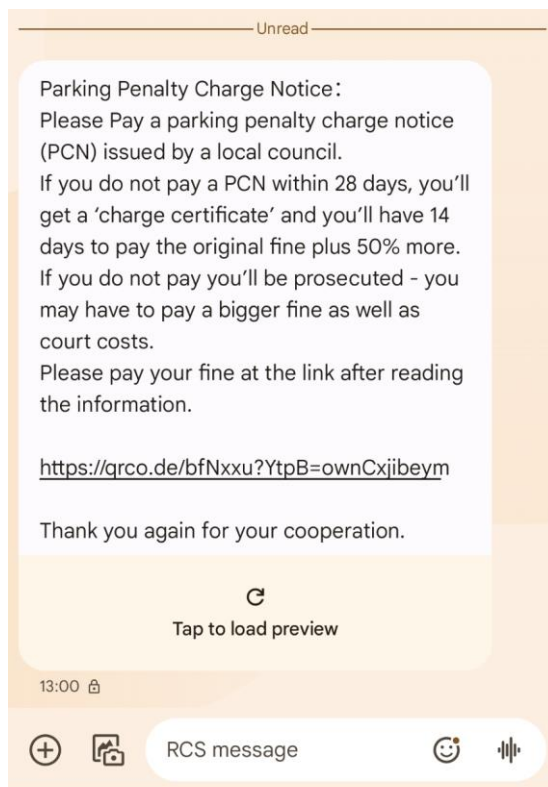 Unread
Parking Penalty Charge Notice：
Please Pay a parking penalty charge notice
(PCN) issued by a local council.
If you do not pay a PCN within 28 days, you'll
get a ‘charge certificate’ and you'll have 14
days to pay the original fine plus 50% more.
If you do not pay you'll be prosecuted - you
may have to pay a bigger fine as well as
court costs.
Please pay your fine at the link after reading
the information.
https://qrco.de/bfNxxu?YtpB=ownCxjibeym
Thank you again for your cooperation.
Tap to load preview
13:00
RCS message